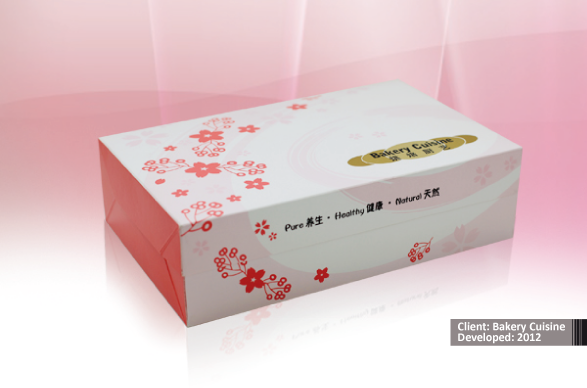 Bakery Cuisine
Pure 养生 · Healthy 健康 · Natural 天然
Client: Bakery Cuisine
Developed: 2012